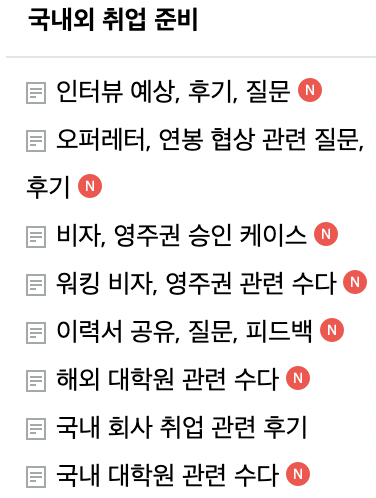 국내외 취업 준비
인터뷰 예상, 후기, 질문 N
오퍼레터, 연봉 협상 관련 질문,
후기 N
비자, 영주권 승인 케이스 N
워킹 비자, 영주권 관련 수다 N
이력서 공유, 질문, 피드백 N
해외 대학원 관련 수다 N
국내 회사 취업 관련 후기
국내 대학원 관련 수다 N